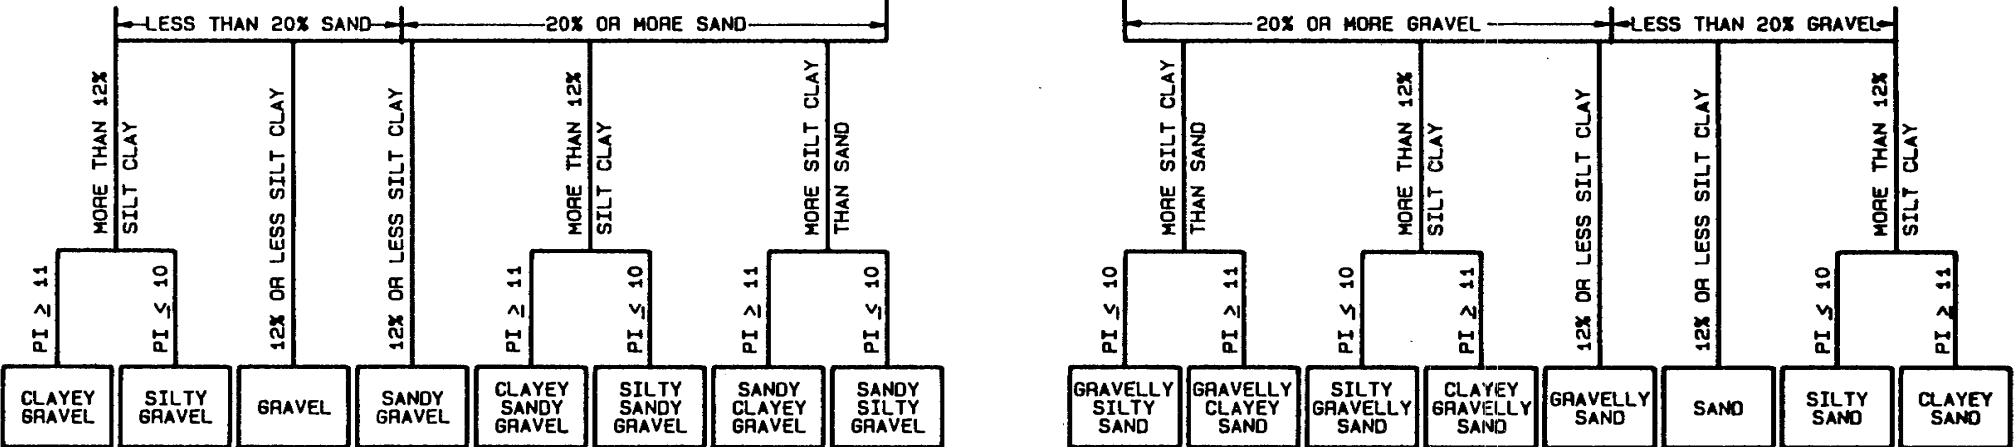 LESS THAN 20% SAND
20% OR MORE SAND
20% OR MORE GRAVEL
LESS THAN 20% GRAVEL
MORE THAN 12%
SILT CLAY
12% OR LESS SILT CLAY
12% OR LESS SILT CLAY
MORE THAN 12%
SILT CLAY
MORE SILT CLAY
THAN SAND
MORE SILT CLAY
THAN SAND
MORE THAN 12%
SILT CLAY
12% OR LESS SILT CLAY
12% OR LESS SILT CLAY
MORE THAN 12%
SILT CLAY
PI ≥ 11
PI ≤ 10
PI ≥ 11
PI ≤ 10
PI ≥ 11
PI ≤ 10
PI ≤ 10
PI ≥ 11
PI ≤ 10
PI ≥ 11
PI ≤ 10
PI ≥ 11
CLAYEY
GRAVEL
SILTY
GRAVEL
GRAVEL
SANDY
GRAVEL
CLAYEY
SANDY
GRAVEL
SILTY
SANDY
GRAVEL
SANDY
CLAYEY
GRAVEL
SANDY
SILTY
GRAVEL
GRAVELLY
SILTY
SAND
GRAVELLY
CLAYEY
SAND
SILTY
GRAVELLY
SAND
CLAYEY
GRAVELLY
SAND
GRAVELLY
SAND
SAND
SILTY
SAND
CLAYEY
SAND